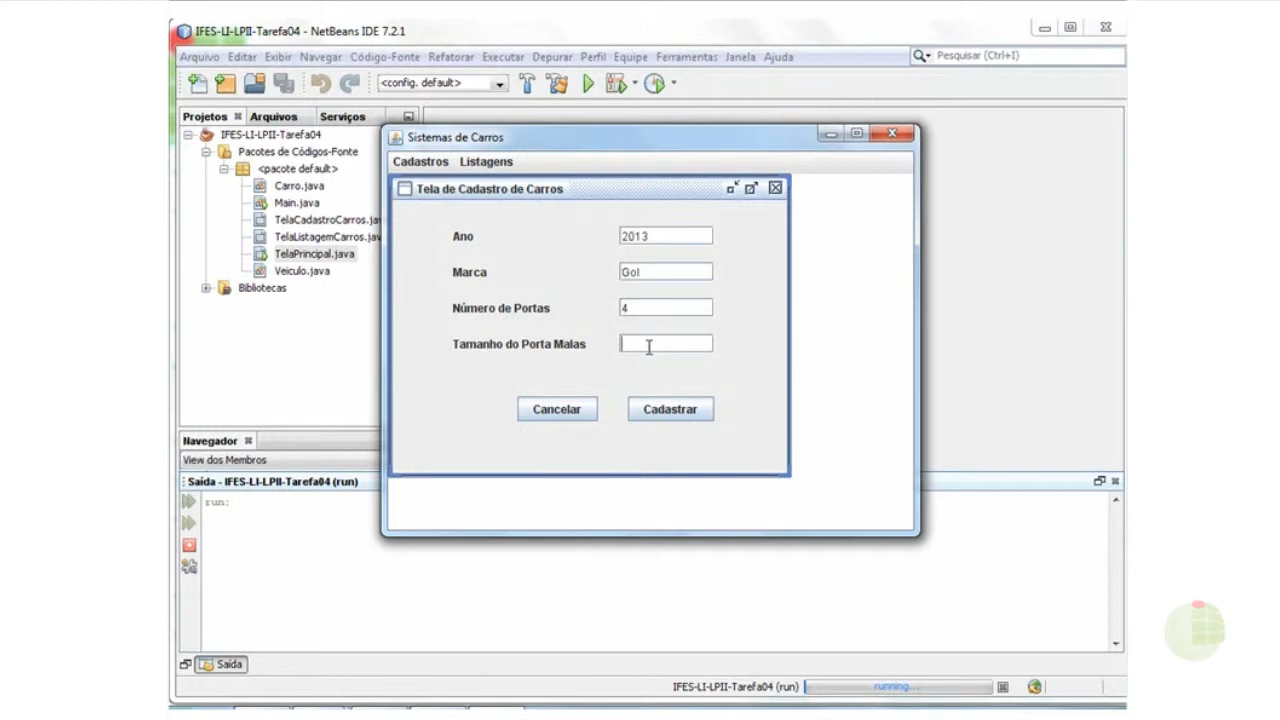 IFES-LI-LPII-Tarefa04 - NetBeans IDE 7.2.1
Arquivo Editar Exibir Navegar Código-Fonte Refatorar Executar Depurar Perfil Equipe Ferramentas Janela Ajuda
Pesquisar (Ctrl+I)
<config. default>
Projetos Arquivos Serviços
IFES-LI-LPII-Tarefa04
Pacotes de Códigos-Fonte
<pacote default>
Carro.java
Main.java
TelaCadastroCarros.jav
TelaListagemCarros.jav
TelaPrincipal.java
Veiculo.java
Bibliotecas
Sistemas de Carros
Cadastros Listagens
Tela de Cadastro de Carros
Ano 2013
Marca Gol
Número de Portas 4
Tamanho do Porta Malas
Cancelar Cadastrar
Navegador
View dos Membros
Saída - IFES-LI-LPII-Tarefa04 (run)
run:
Saída
IFES-LI-LPII-Tarefa04 (run) running...